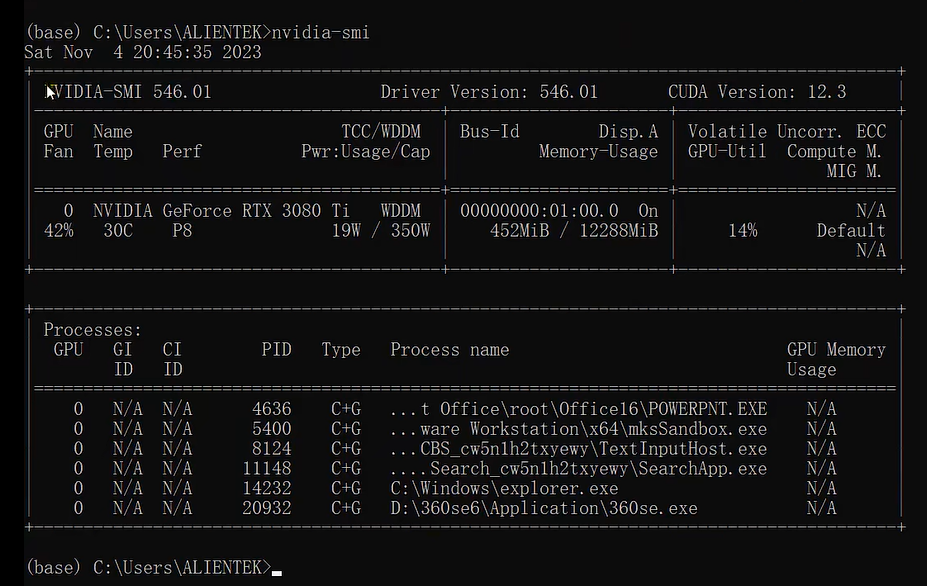 (base) C:\Users\ALIENTEK>nvidia-smi
Sat Nov  4 20:45:35 2023
NVIDIA-SMI 546.01 Driver Version: 546.01 CUDA Version: 12.3
GPU Name TCC/WDDM Bus-Id Disp.A Volatile Uncorr. ECC
Fan Temp Perf Pwr:Usage/Cap Memory-Usage GPU-Util Compute M.
MIG M.
0 NVIDIA GeForce RTX 3080 Ti WDDM 00000000:01:00.0 On N/A
42% 30C P8 19W / 350W 452MiB / 12288MiB 14% Default
N/A
Processes:
GPU GI CI PID Type Process name GPU Memory
ID ID Usage
0 N/A N/A 4636 C+G ...t Office\root\Office16\POWERPNT.EXE N/A
0 N/A N/A 5400 C+G ...ware Workstation\x64\mksSandbox.exe N/A
0 N/A N/A 8124 C+G ...CBS_cw5n1h2txyewy\TextInputHost.exe N/A
0 N/A N/A 11148 C+G ....Search_cw5n1h2txyewy\SearchApp.exe N/A
0 N/A N/A 14232 C+G C:\Windows\explorer.exe N/A
0 N/A N/A 20932 C+G D:\360se6\Application\360se.exe N/A
(base) C:\Users\ALIENTEK>